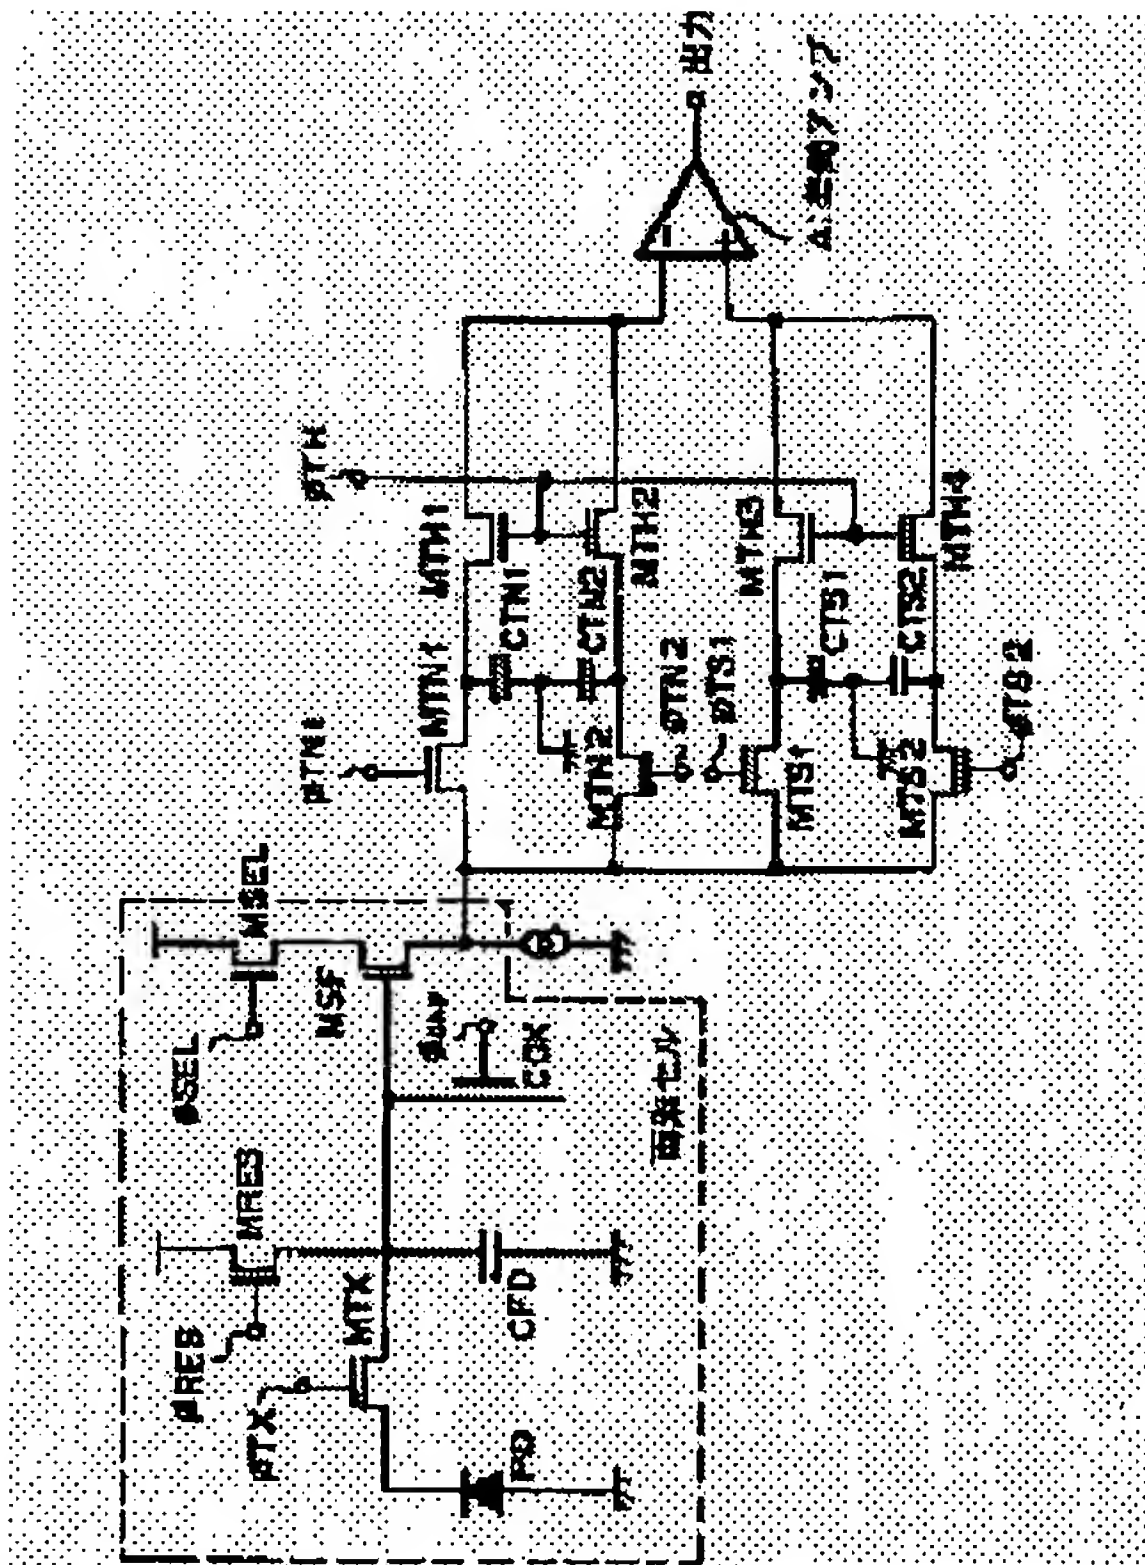 φSEL
MSEL
φRES
MRES
MSF
φTX
MTX
CFD
PD
COX
画素セル
φTN1
MTN1
MTH1
φTH
CTN1
CTN2
MTH2
MTN2
φTN2
φTS1
MTH3
CTS1
MTS1
CTS2
MTS2
MTH4
φTS2
A:差動アンプ
出力